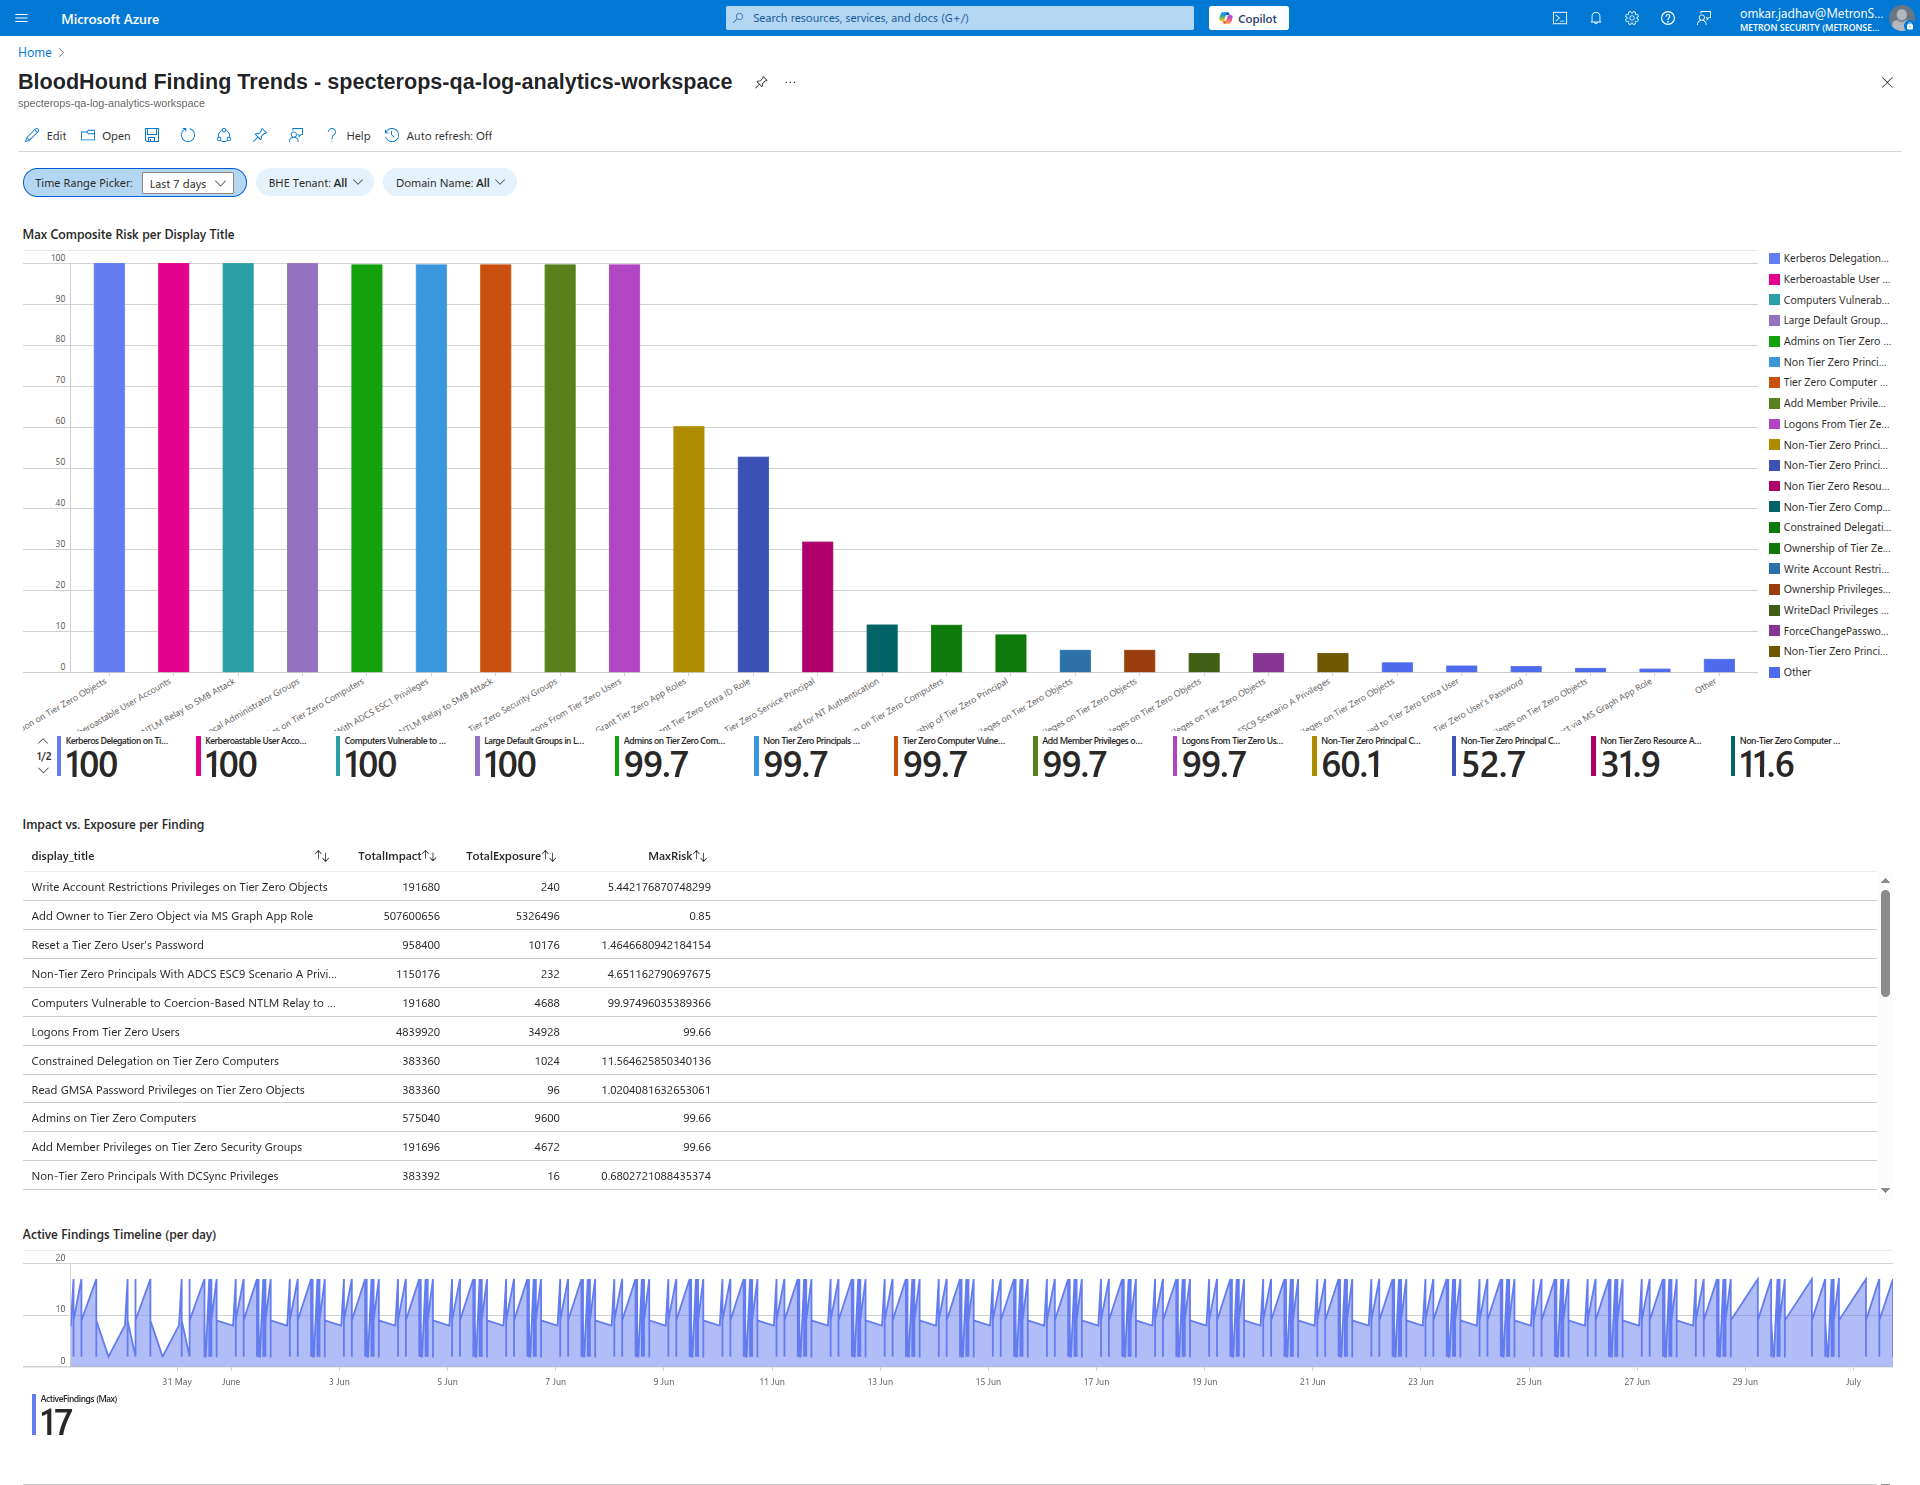 Microsoft Azure
Search resources, services, and docs (G+/)
Copilot
omkar.jadhav@MetronS...
METRON SECURITY (METRONSE...
Home
BloodHound Finding Trends - specterops-qa-log-analytics-workspace
specterops-qa-log-analytics-workspace
Edit Open Help Auto refresh: Off
Time Range Picker: Last 7 days
BHE Tenant: All
Domain Name: All
Max Composite Risk per Display Title
100
90
80
70
60
50
40
30
20
10
0
Kerberos Delegation...
Kerberoastable User ...
Computers Vulnerab...
Large Default Group...
Admins on Tier Zero ...
Non Tier Zero Princi...
Tier Zero Computer ...
Add Member Privile...
Logons From Tier Ze...
Non-Tier Zero Princi...
Non-Tier Zero Princi...
Non Tier Zero Resou...
Non-Tier Zero Comp...
Constrained Delegati...
Ownership of Tier Ze...
Write Account Restri...
Ownership Privileges...
WriteDacl Privileges ...
ForceChangePasswo...
Non-Tier Zero Princi...
Other
on on Tier Zero Objects
eroastable User Accounts
NTLM Relay to SMB Attack
cal Administrator Groups
s on Tier Zero Computers
With ADCS ESC1 Privileges
NTLM Relay to SMB Attack
Tier Zero Security Groups
ons From Tier Zero Users
Grant Tier Zero App Roles
ant Tier Zero Entra ID Role
Tier Zero Service Principal
ted for NT Authentication
on on Tier Zero Computers
ship of Tier Zero Principal
leges on Tier Zero Objects
leges on Tier Zero Objects
leges on Tier Zero Objects
leges on Tier Zero Objects
ESC9 Scenario A Privileges
leges on Tier Zero Objects
ed to Tier Zero Entra User
Tier Zero User's Password
leges on Tier Zero Objects
ct via MS Graph App Role
Other
1/2
Kerberos Delegation on Ti...
100
Kerberoastable User Acco...
100
Computers Vulnerable to ...
100
Large Default Groups in L...
100
Admins on Tier Zero Com...
99.7
Non Tier Zero Principals ...
99.7
Tier Zero Computer Vulne...
99.7
Add Member Privileges o...
99.7
Logons From Tier Zero Us...
99.7
Non-Tier Zero Principal C...
60.1
Non-Tier Zero Principal C...
52.7
Non Tier Zero Resource A...
31.9
Non-Tier Zero Computer ...
11.6
Impact vs. Exposure per Finding
display_title TotalImpact TotalExposure MaxRisk
Write Account Restrictions Privileges on Tier Zero Objects 191680 240 5.442176870748299
Add Owner to Tier Zero Object via MS Graph App Role 507600656 5326496 0.85
Reset a Tier Zero User's Password 958400 10176 1.4646680942184154
Non-Tier Zero Principals With ADCS ESC9 Scenario A Privi... 1150176 232 4.651162790697675
Computers Vulnerable to Coercion-Based NTLM Relay to ... 191680 4688 99.97496035389366
Logons From Tier Zero Users 4839920 34928 99.66
Constrained Delegation on Tier Zero Computers 383360 1024 11.564625850340136
Read GMSA Password Privileges on Tier Zero Objects 383360 96 1.0204081632653061
Admins on Tier Zero Computers 575040 9600 99.66
Add Member Privileges on Tier Zero Security Groups 191696 4672 99.66
Non-Tier Zero Principals With DCSync Privileges 383392 16 0.6802721088435374
Active Findings Timeline (per day)
20
10
0
31 May June 3 Jun 5 Jun 7 Jun 9 Jun 11 Jun 13 Jun 15 Jun 17 Jun 19 Jun 21 Jun 23 Jun 25 Jun 27 Jun 29 Jun July
ActiveFindings (Max)
17